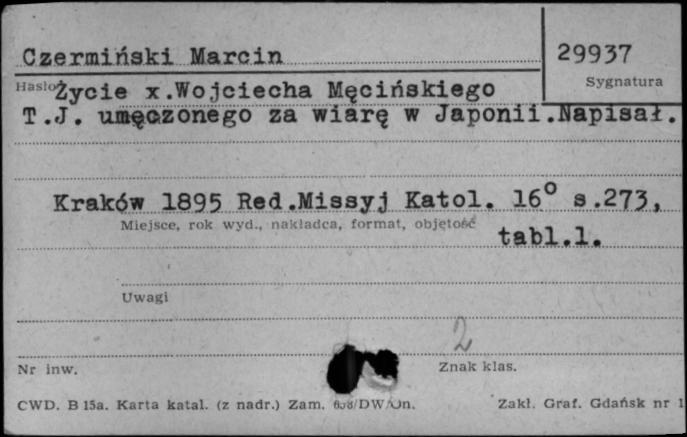 Czermiński Marcin
29937
Hasło
Sygnatura
Życie x.Wojciecha Męcińskiego
T.J. umęczonego za wiarę w Japonii.Napisał.
Kraków 1895 Red.Missyj Katol. 16° s.273,
Miejsce, rok wyd., nakładca, format, objętość
tabl.1.
Uwagi
2
Nr inw.
Znak klas.
CWD. B 15a. Karta katal. (z nadr.) Zam. /DW/On.
Zakł. Graf. Gdańsk nr 1